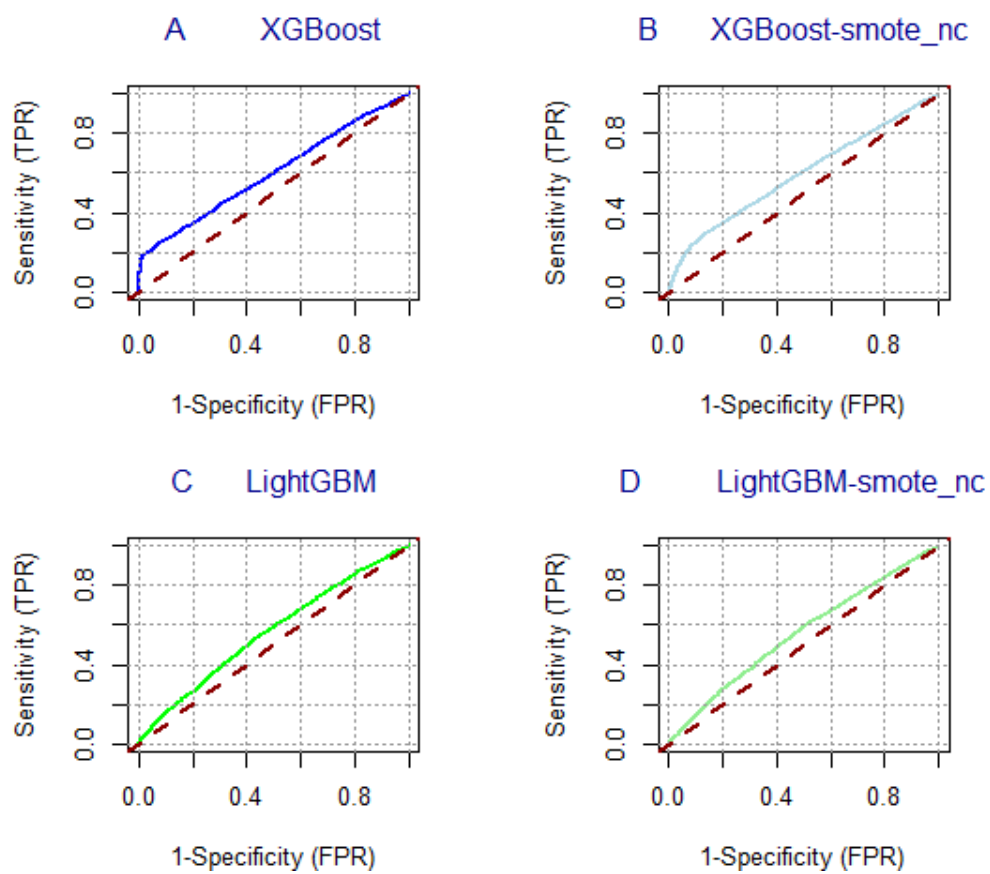 A XGBoost
Sensitivity (TPR)
0.0 0.4 0.8
0.0 0.4 0.8
1-Specificity (FPR)
B XGBoost-smote_nc
Sensitivity (TPR)
0.0 0.4 0.8
0.0 0.4 0.8
1-Specificity (FPR)
C LightGBM
Sensitivity (TPR)
0.0 0.4 0.8
0.0 0.4 0.8
1-Specificity (FPR)
D LightGBM-smote_nc
Sensitivity (TPR)
0.0 0.4 0.8
0.0 0.4 0.8
1-Specificity (FPR)